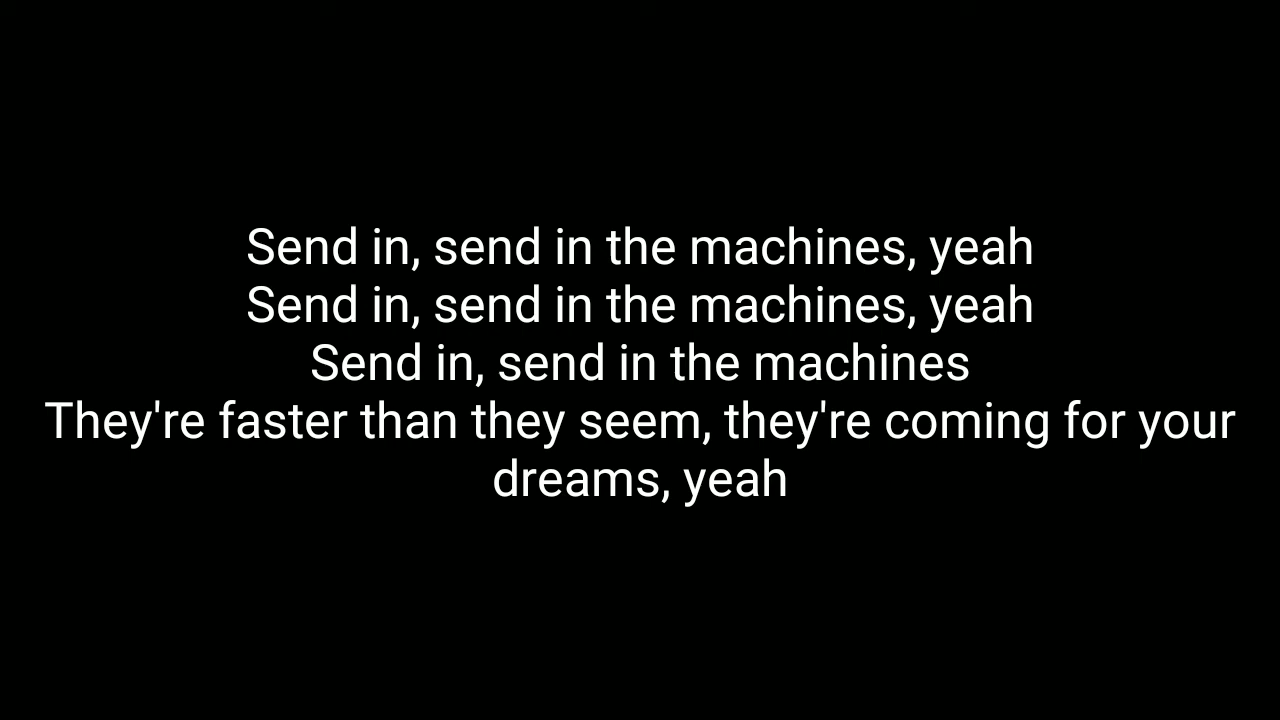 Send in, send in the machines, yeah
Send in, send in the machines, yeah
Send in, send in the machines
They're faster than they seem, they're coming for your
dreams, yeah